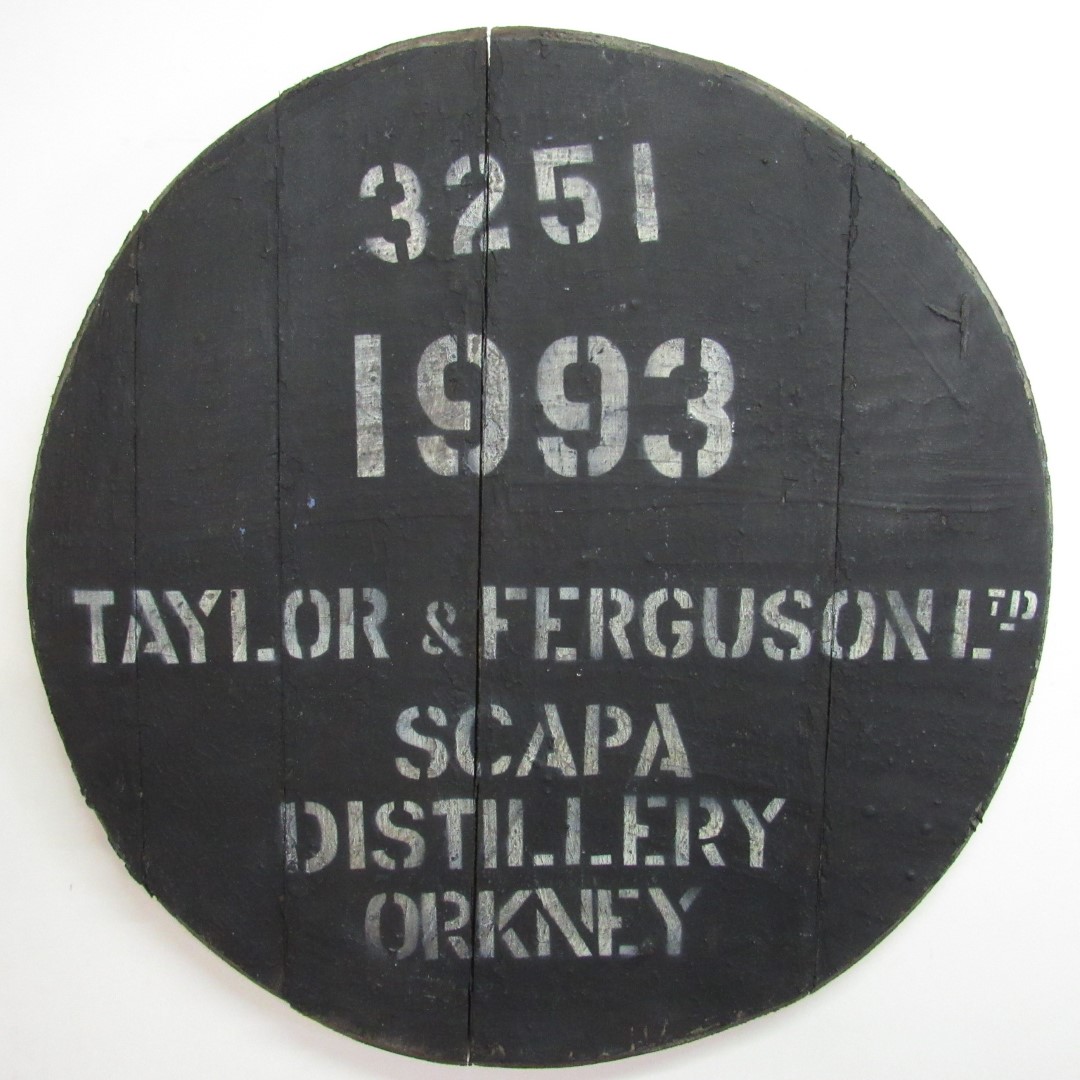 3251
1993
TAYLOR & FERGUSON LTD
SCAPA
DISTILLERY
ORKNEY